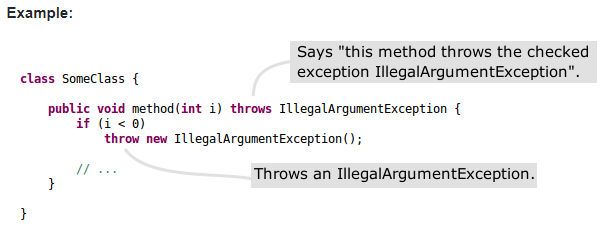 Example:
Says "this method throws the checked
exception IllegalArgumentException".
class SomeClass {
public void method(int i) throws IllegalArgumentException {
if (i < 0)
throw new IllegalArgumentException();
// ...
Throws an IllegalArgumentException.
}
}